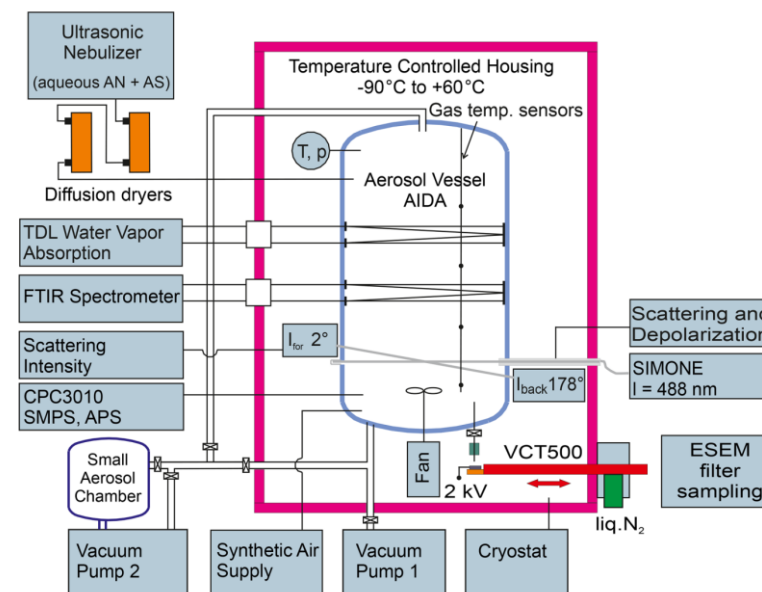 Ultrasonic
Nebulizer
(aqueous AN + AS)
Diffusion dryers
Temperature Controlled Housing
-90°C to +60°C
Gas temp. sensors
T, p
Aerosol Vessel
AIDA
TDL Water Vapor
Absorption
FTIR Spectrometer
Scattering
Intensity
Ifor 2°
Iback178°
Scattering and
Depolarization
SIMONE
l = 488 nm
CPC3010
SMPS, APS
Small
Aerosol
Chamber
Fan
2 kV
VCT500
liq.N2
ESEM
filter
sampling
Vacuum
Pump 2
Synthetic Air
Supply
Vacuum
Pump 1
Cryostat